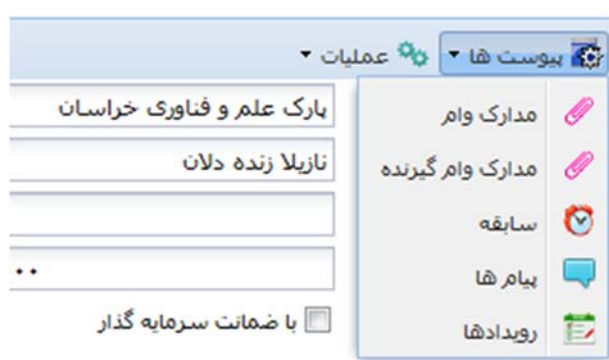 پیوست ها عملیات
مدارک وام
مدارک وام گیرنده
سابقه
پیام ها
رویدادها
پارک علم و فناوری خراسان
نازیلا زنده دلان
۰۰
با ضمانت سرمایه گذار